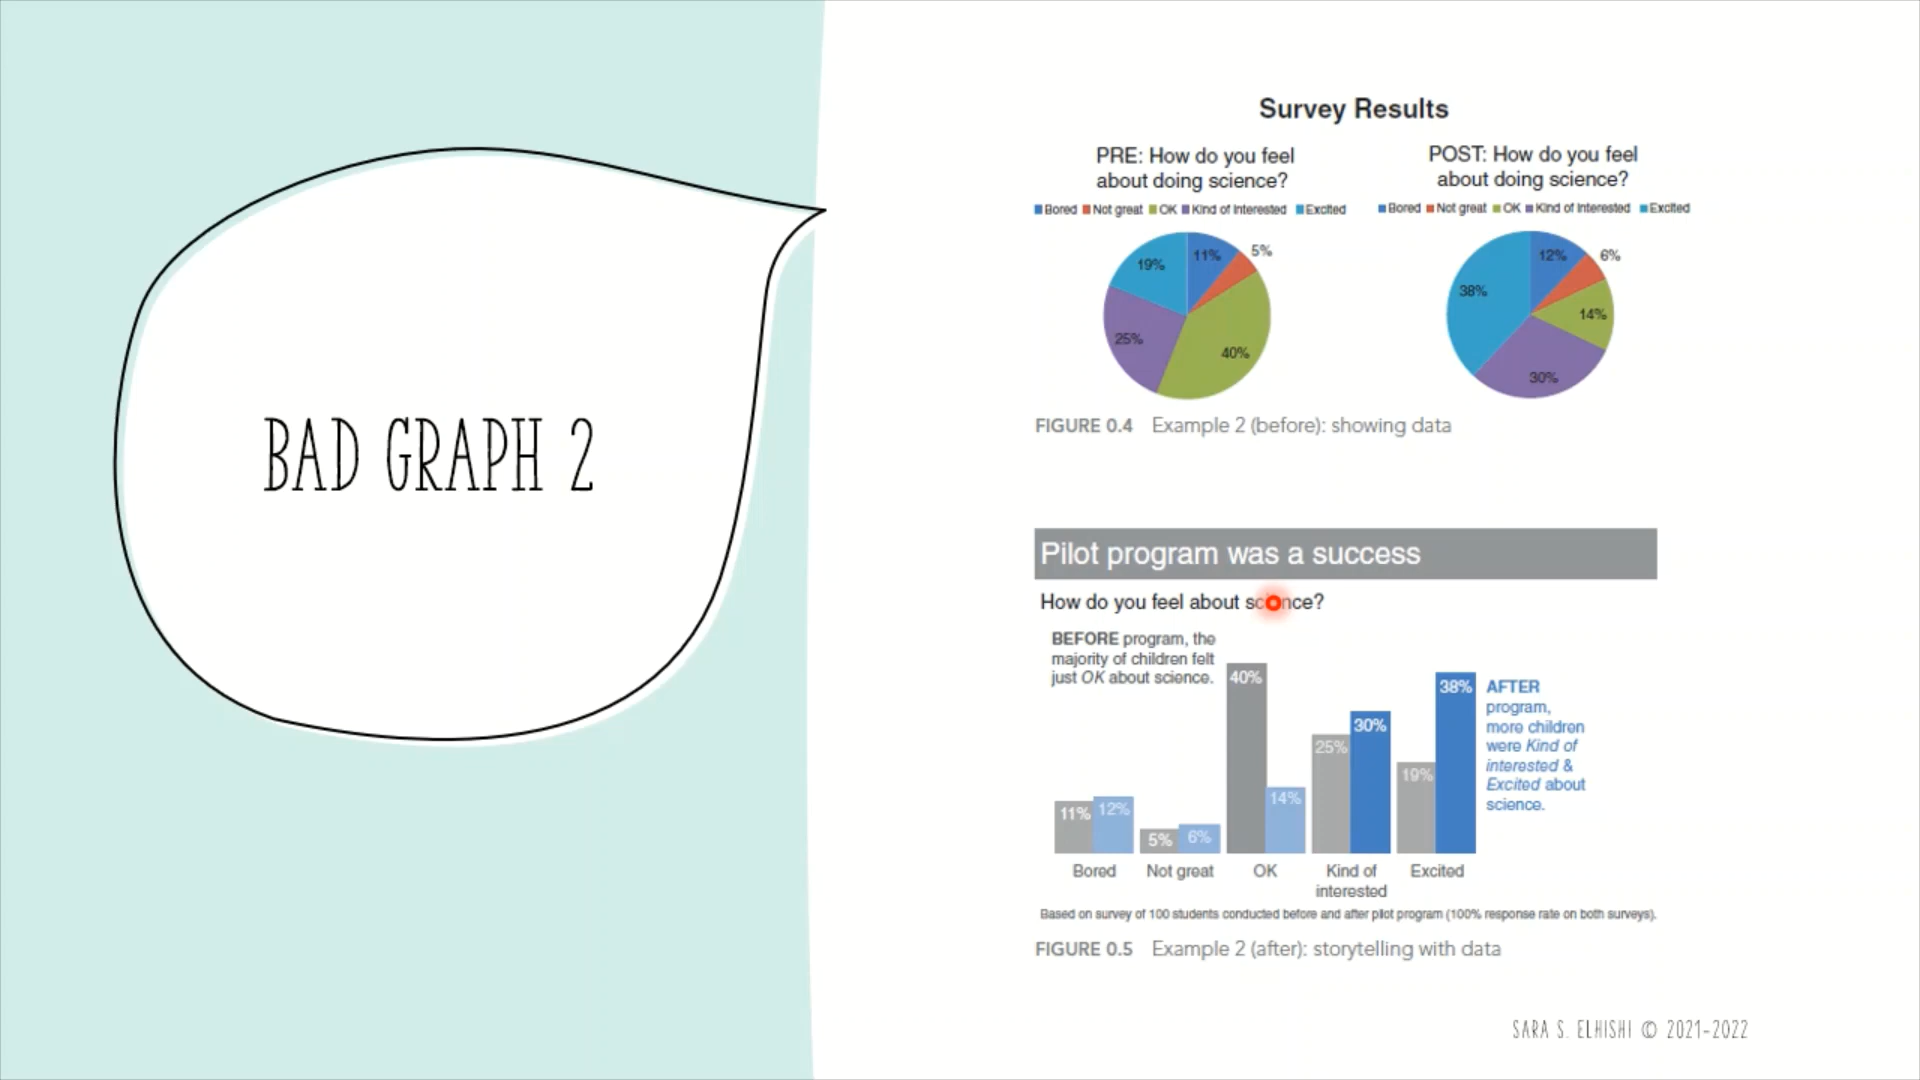 BAD GRAPH 2
Survey Results
PRE: How do you feel
about doing science?
Bored Not great OK Kind of Interested Excited
11%
5%
40%
25%
19%
POST: How do you feel
about doing science?
Bored Not great OK Kind of Interested Excited
12%
6%
14%
30%
38%
FIGURE 0.4 Example 2 (before): showing data
Pilot program was a success
How do you feel about science?
BEFORE program, the
majority of children felt
just OK about science.
11% 12%
5% 6%
40% 14%
25% 30%
19% 38%
AFTER
program,
more children
were Kind of
interested &
Excited about
science.
Bored Not great OK Kind of Excited
interested
Based on survey of 100 students conducted before and after pilot program (100% response rate on both surveys).
FIGURE 0.5 Example 2 (after): storytelling with data
SARA S. ELHISHI © 2021-2022